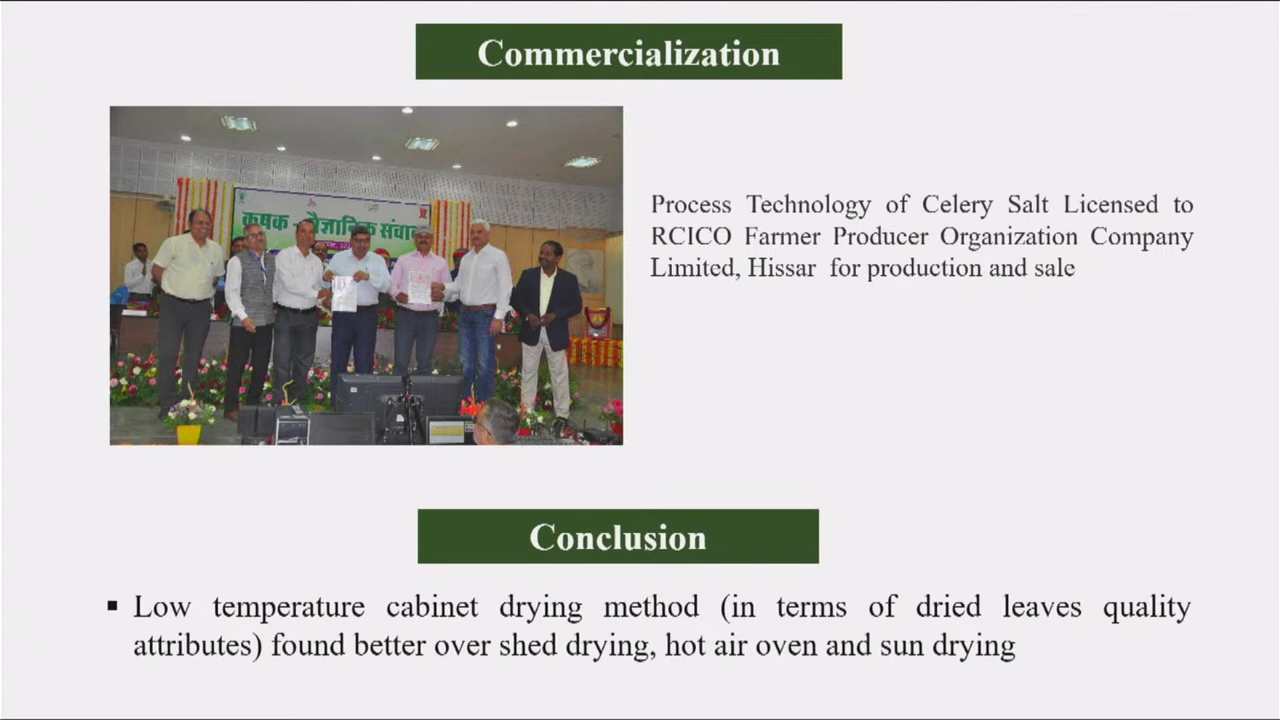 Commercialization
कृषक - वैज्ञानिक संवाद
Process Technology of Celery Salt Licensed to
RCICO Farmer Producer Organization Company
Limited, Hissar for production and sale
Conclusion
▪ Low temperature cabinet drying method (in terms of dried leaves quality
attributes) found better over shed drying, hot air oven and sun drying